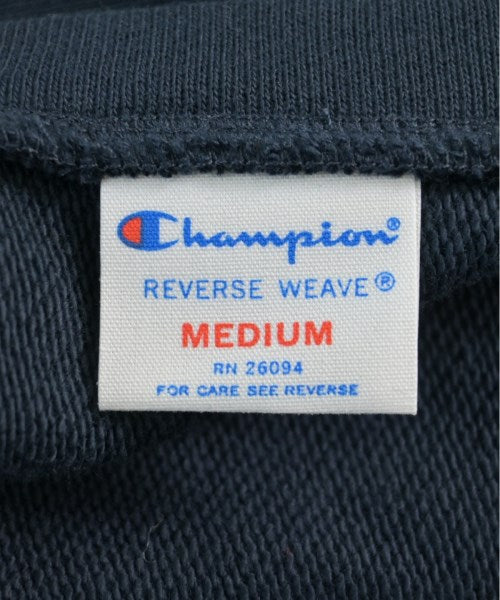 Champion®
REVERSE WEAVE®
MEDIUM
RN 26094
FOR CARE SEE REVERSE